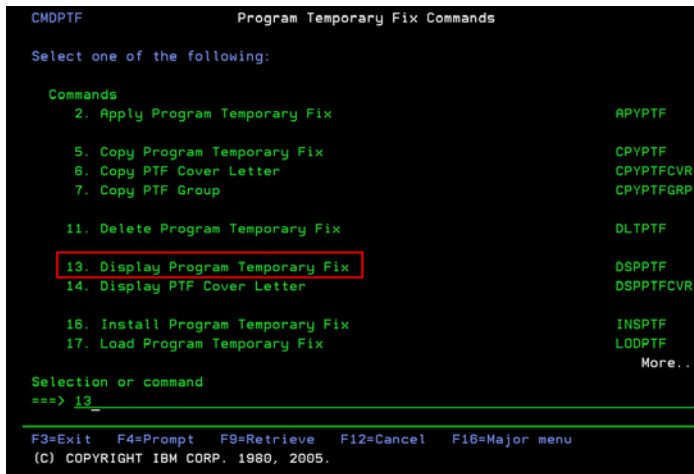 CMDPTF Program Temporary Fix Commands
Select one of the following:
Commands
2. Apply Program Temporary Fix APYPTF
5. Copy Program Temporary Fix CPYPTF
6. Copy PTF Cover Letter CPYPTFCVR
7. Copy PTF Group CPYPTFGRP
11. Delete Program Temporary Fix DLTPTF
13. Display Program Temporary Fix DSPPTF
14. Display PTF Cover Letter DSPPTFCVR
16. Install Program Temporary Fix INSPTF
17. Load Program Temporary Fix LODPTF
More..
Selection or command
===> 13_
F3=Exit F4=Prompt F9=Retrieve F12=Cancel F16=Major menu
(C) COPYRIGHT IBM CORP. 1980, 2005.